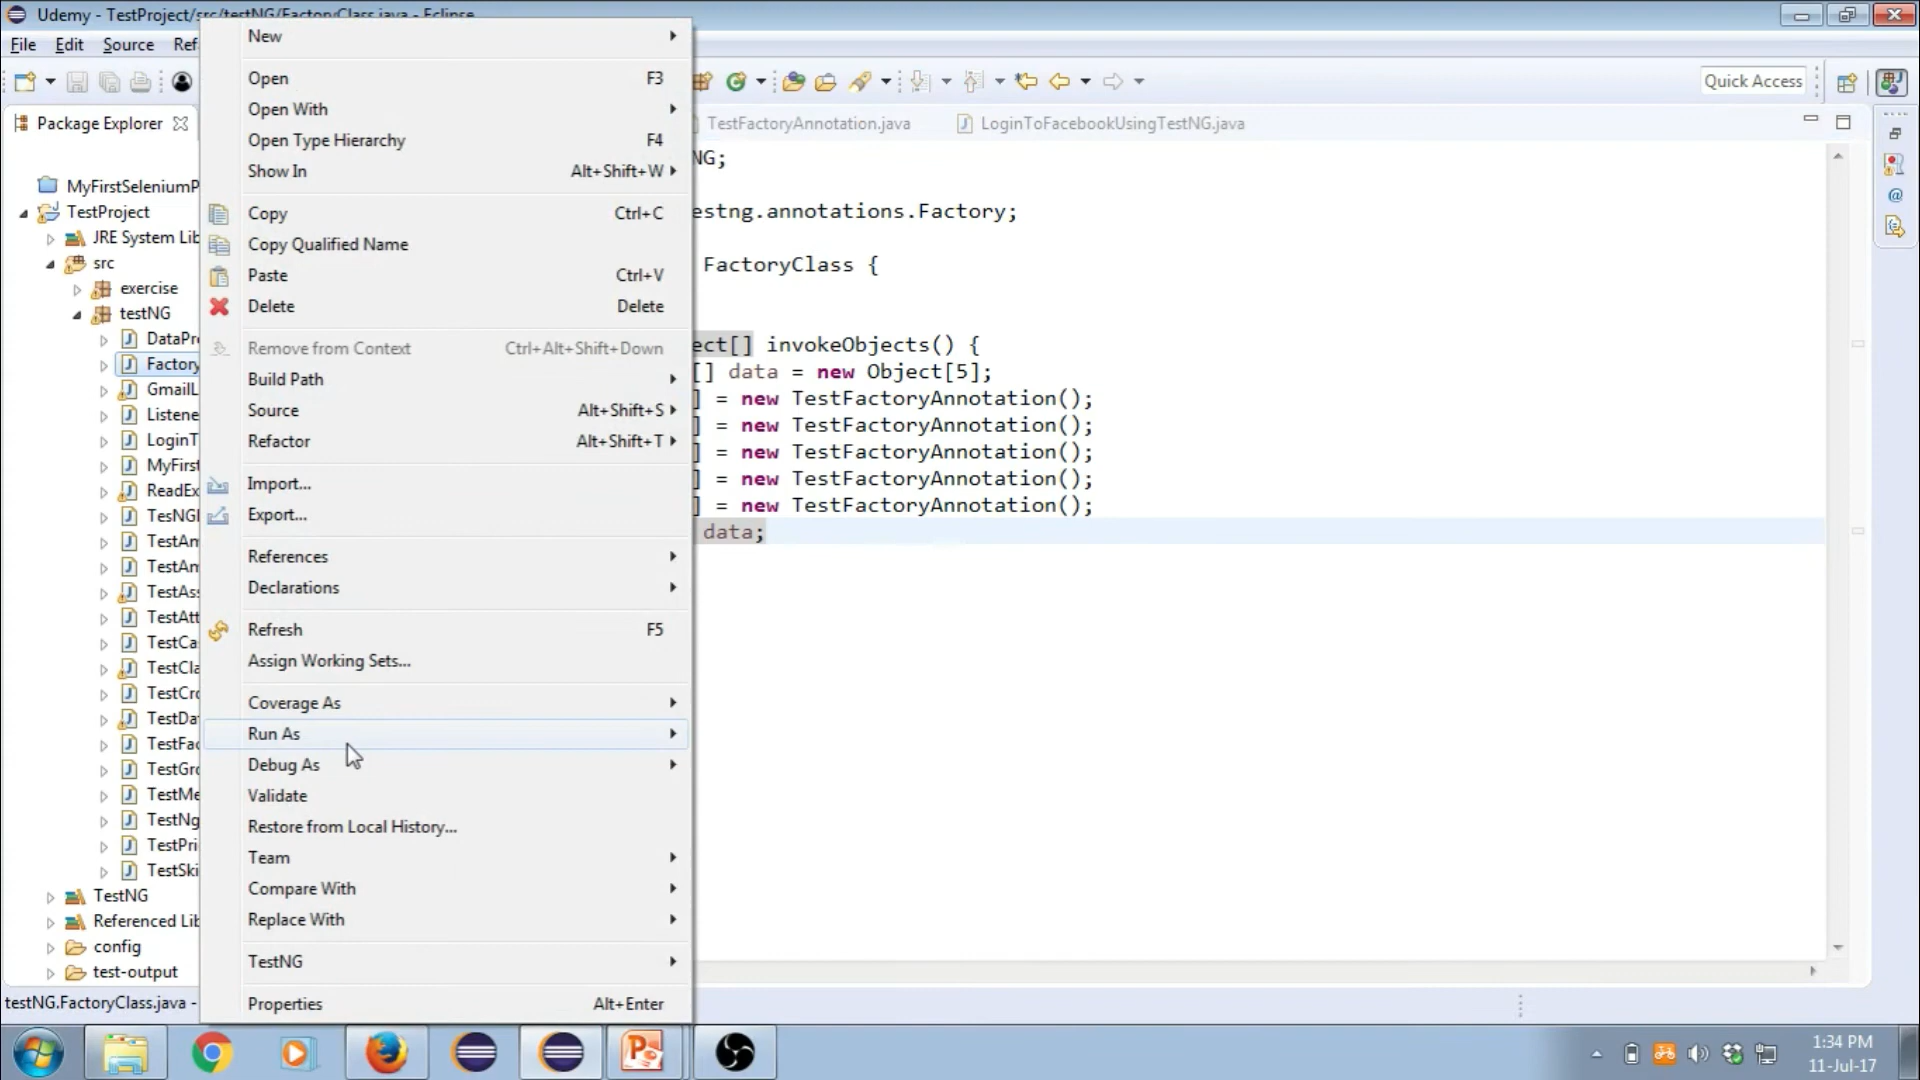 Udemy - TestProject/src/testNG/FactoryClass.java - Eclipse
File Edit Source Ref
Quick Access
Package Explorer
TestFactoryAnnotation.java
LoginToFacebookUsingTestNG.java
MyFirstSeleniumP
TestProject
JRE System Lib
src
exercise
testNG
DataPr
Factory
GmailL
Listene
LoginT
MyFirst
ReadEx
TesNG
TestAn
TestAn
TestAss
TestAtt
TestCa
TestCla
TestCro
TestDa
TestFac
TestGro
TestMe
TestNg
TestPri
TestSki
TestNG
Referenced Lib
config
test-output
testNG.FactoryClass.java -
New
Open F3
Open With
Open Type Hierarchy F4
Show In Alt+Shift+W
Copy Ctrl+C
Copy Qualified Name
Paste Ctrl+V
Delete Delete
Remove from Context Ctrl+Alt+Shift+Down
Build Path
Source Alt+Shift+S
Refactor Alt+Shift+T
Import...
Export...
References
Declarations
Refresh F5
Assign Working Sets...
Coverage As
Run As
Debug As
Validate
Restore from Local History...
Team
Compare With
Replace With
TestNG
Properties Alt+Enter
NG;
estng.annotations.Factory;
FactoryClass {
ect[] invokeObjects() {
[] data = new Object[5];
] = new TestFactoryAnnotation();
] = new TestFactoryAnnotation();
] = new TestFactoryAnnotation();
] = new TestFactoryAnnotation();
] = new TestFactoryAnnotation();
data;
1:34 PM
11-Jul-17